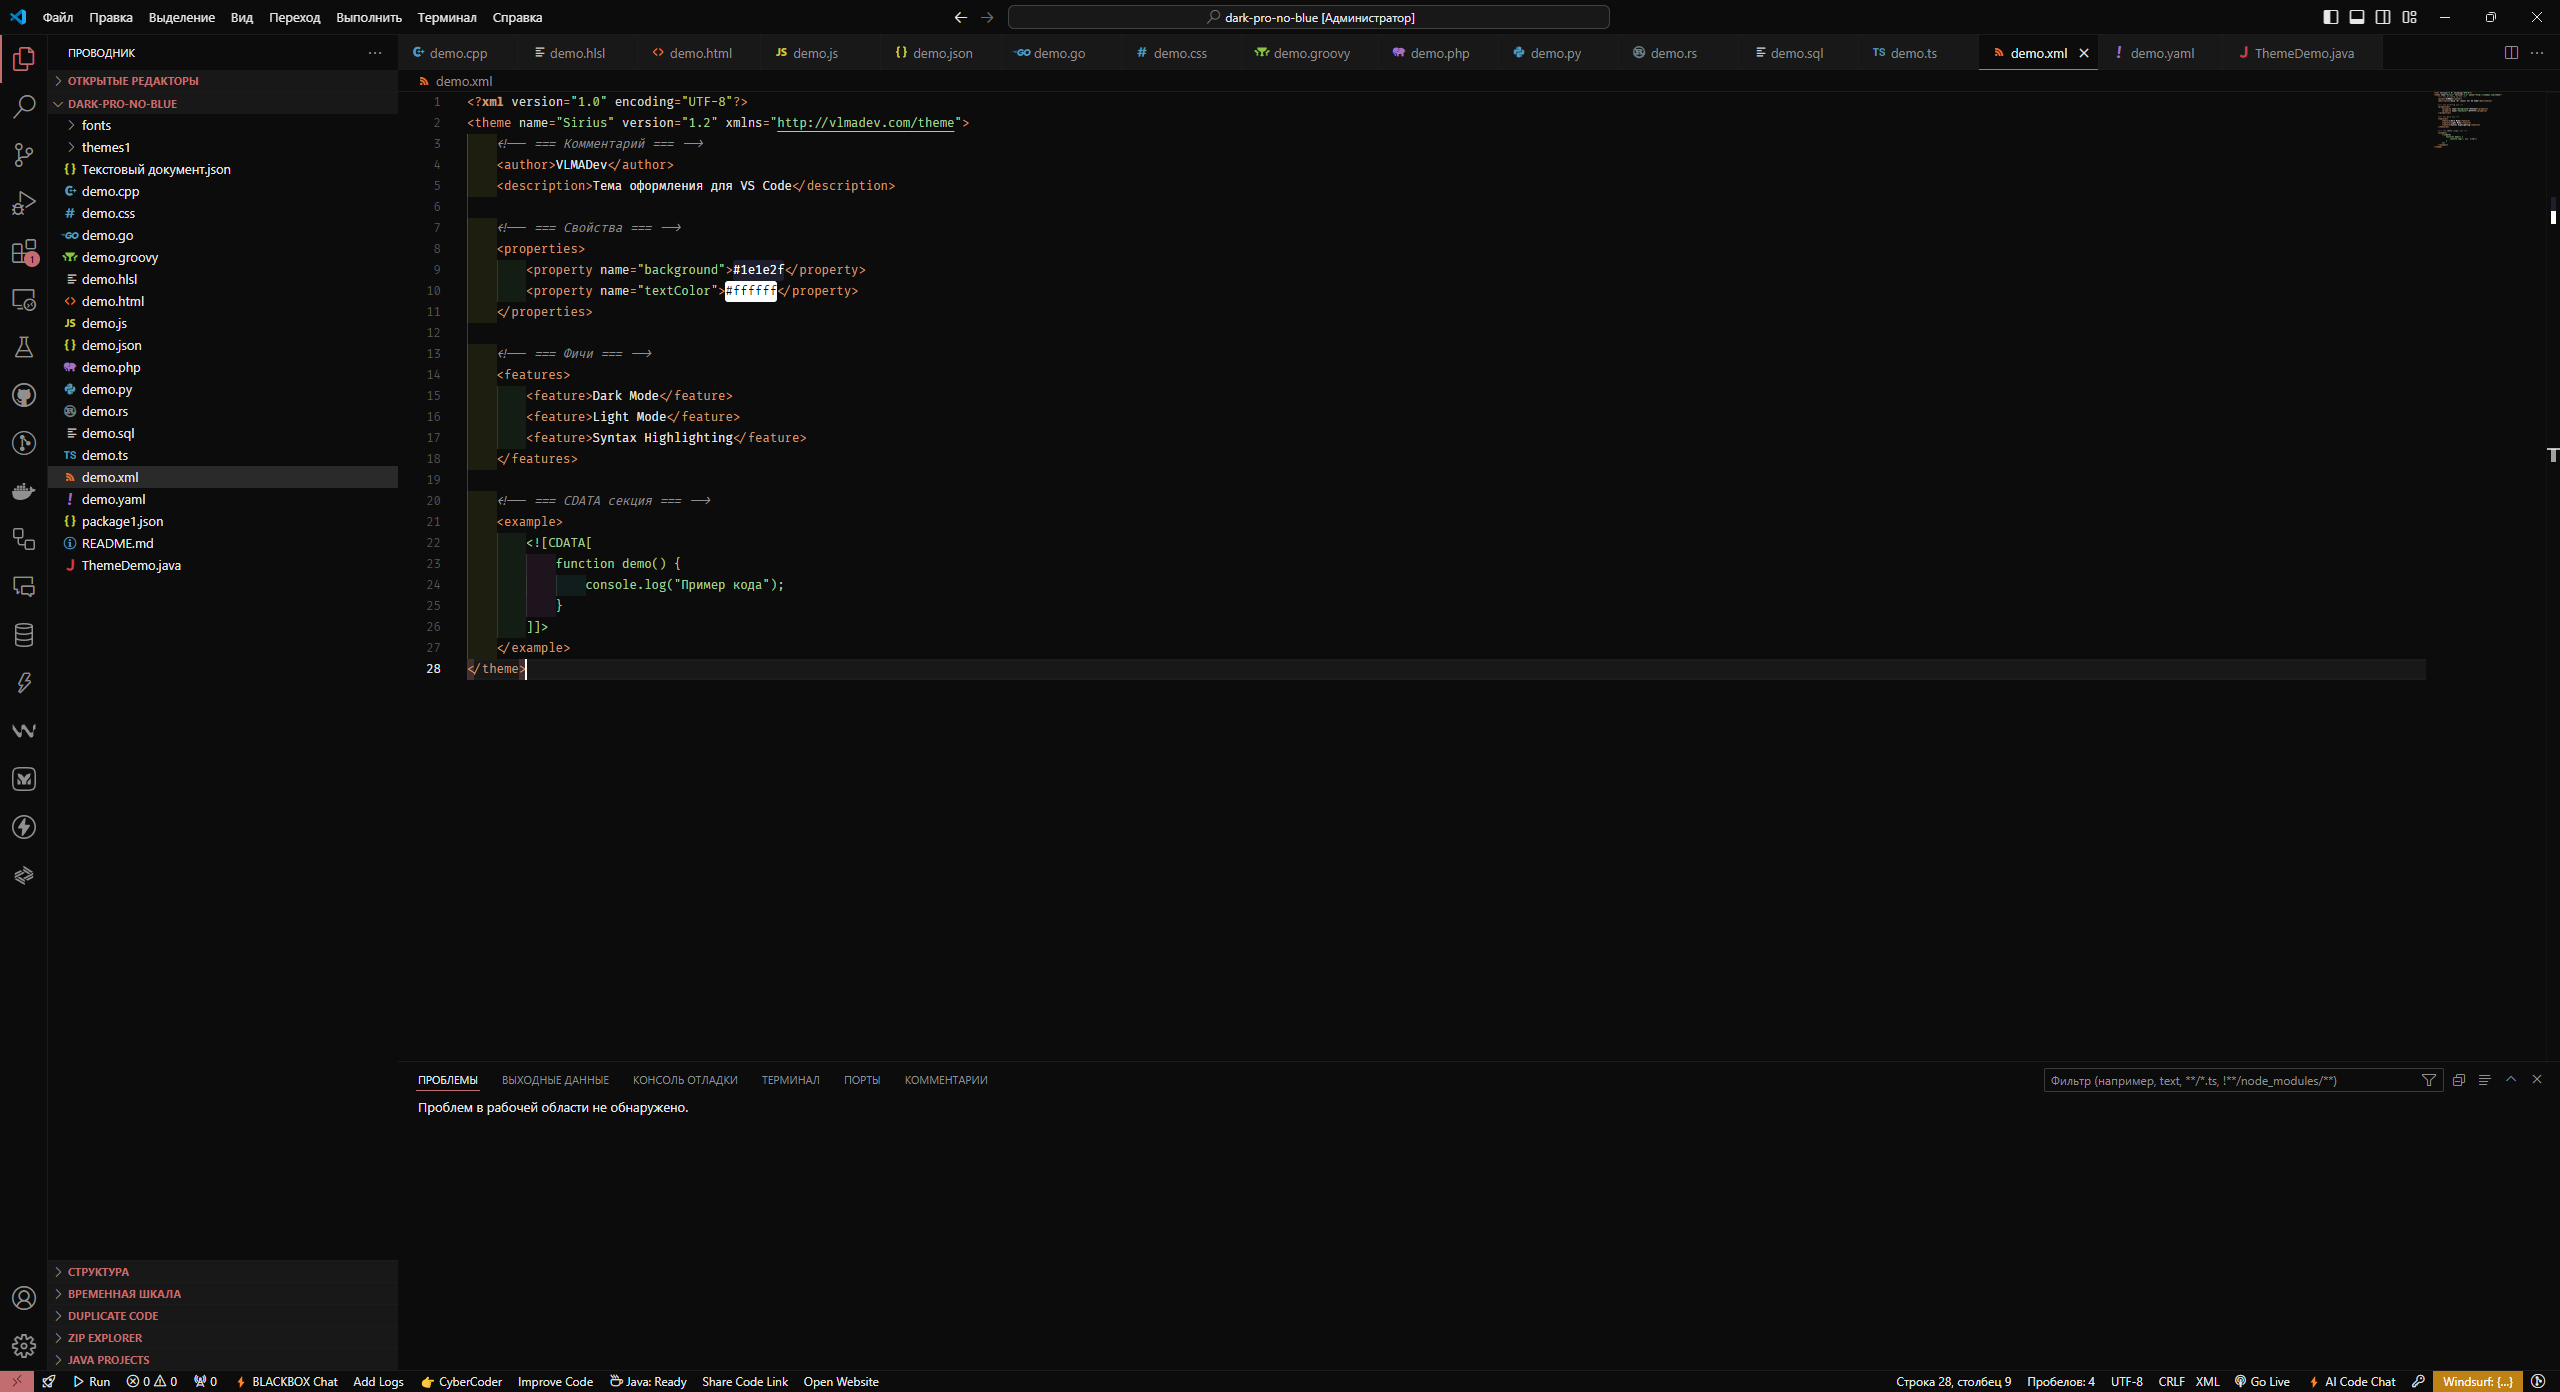 Файл Правка Выделение Вид Переход Выполнить Терминал Справка
dark-pro-no-blue [Администратор]
ПРОВОДНИК
ОТКРЫТЫЕ РЕДАКТОРЫ
DARK-PRO-NO-BLUE
fonts
themes1
Текстовый документ.json
demo.cpp
demo.css
demo.go
demo.groovy
demo.hlsl
demo.html
demo.js
demo.json
demo.php
demo.py
demo.rs
demo.sql
demo.ts
demo.xml
demo.yaml
package1.json
README.md
ThemeDemo.java
СТРУКТУРА
ВРЕМЕННАЯ ШКАЛА
DUPLICATE CODE
ZIP EXPLORER
JAVA PROJECTS
demo.cpp demo.hlsl demo.html demo.js demo.json demo.go demo.css demo.groovy demo.php demo.py demo.rs demo.sql demo.ts demo.xml demo.yaml ThemeDemo.java
demo.xml
1 <?xml version="1.0" encoding="UTF-8"?>
2 <theme name="Sirius" version="1.2" xmlns="http://vlmadev.com/theme">
3 <!-- === Комментарий === -->
4 <author>VLMADev</author>
5 <description>Тема оформления для VS Code</description>
6
7 <!-- === Свойства === -->
8 <properties>
9 <property name="background">#1e1e2f</property>
10 <property name="textColor">#ffffff</property>
11 </properties>
12
13 <!-- === Фичи === -->
14 <features>
15 <feature>Dark Mode</feature>
16 <feature>Light Mode</feature>
17 <feature>Syntax Highlighting</feature>
18 </features>
19
20 <!-- === CDATA секция === -->
21 <example>
22 <![CDATA[
23 function demo() {
24 console.log("Пример кода");
25 }
26 ]]>
27 </example>
28 </theme>
ПРОБЛЕМЫ ВЫХОДНЫЕ ДАННЫЕ КОНСОЛЬ ОТЛАДКИ ТЕРМИНАЛ ПОРТЫ КОММЕНТАРИИ
Фильтр (например, text, **/*.ts, !**/node_modules/**)
Проблем в рабочей области не обнаружено.
Run 0 0 0 BLACKBOX Chat Add Logs CyberCoder Improve Code Java: Ready Share Code Link Open Website
Строка 28, столбец 9 Пробелов: 4 UTF-8 CRLF XML Go Live AI Code Chat Windsurf: {...}